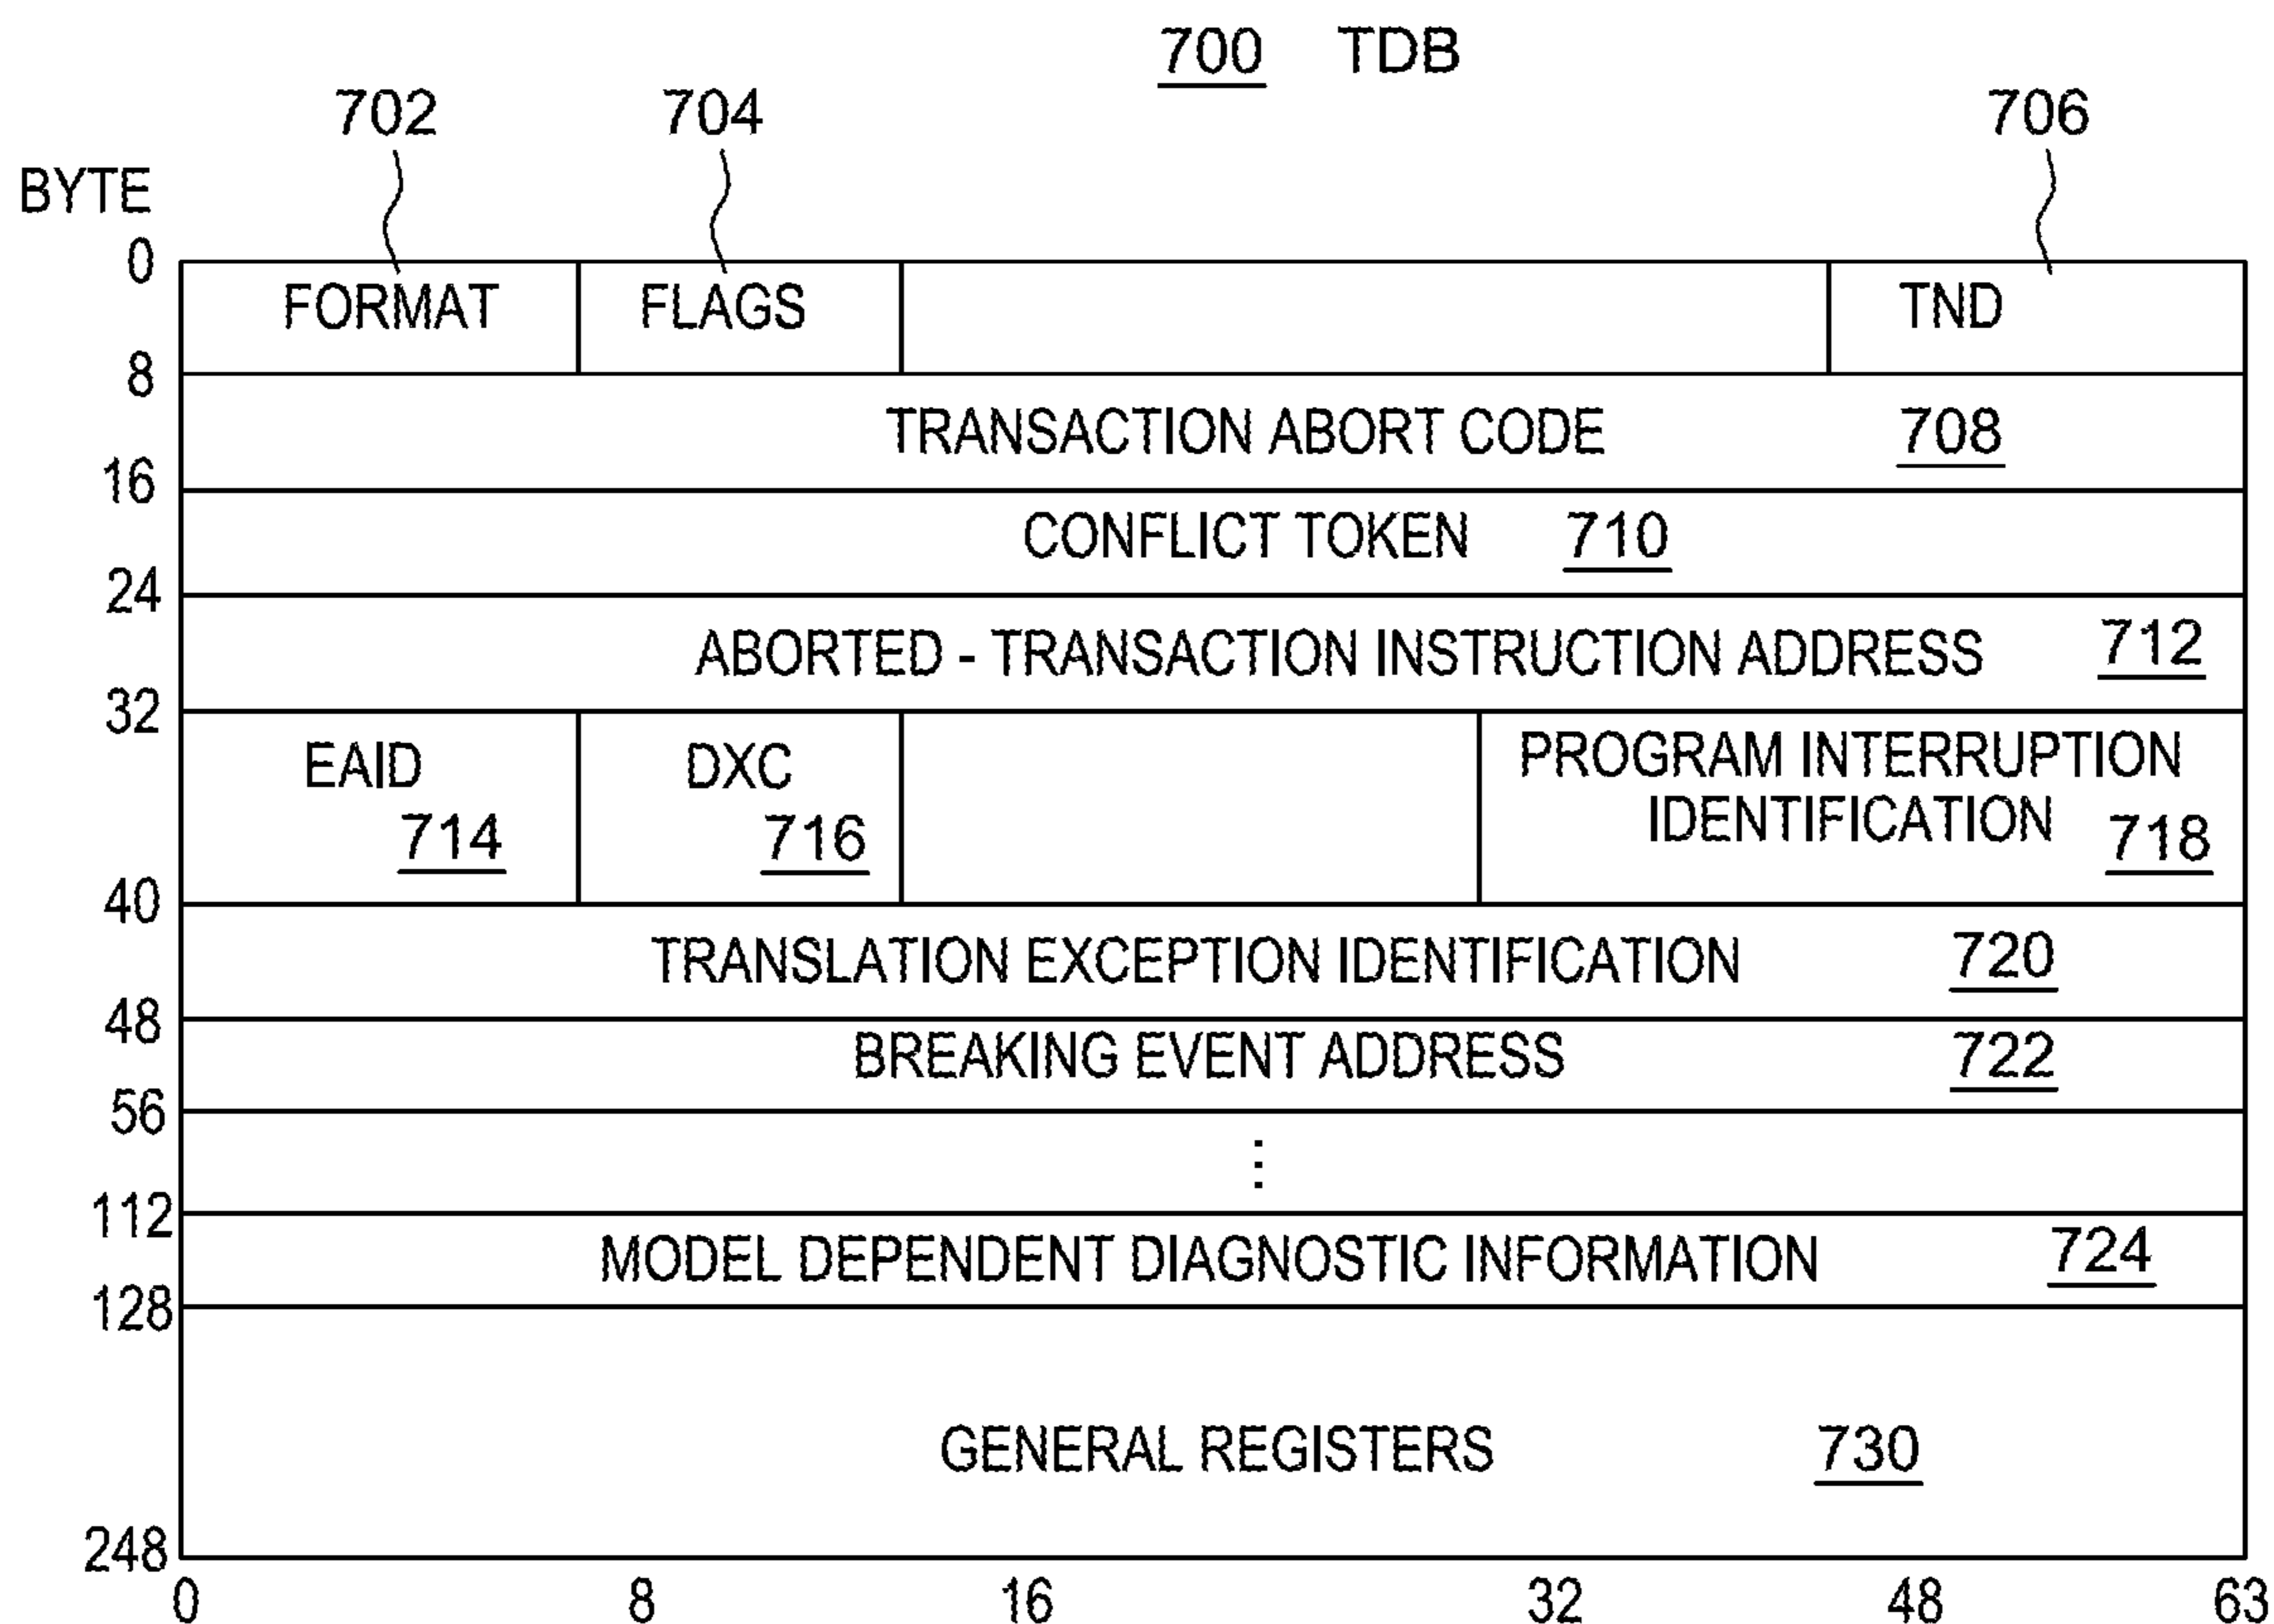 700 TDB
702 704 706
BYTE
0
FORMAT FLAGS TND
8
TRANSACTION ABORT CODE 708
16
CONFLICT TOKEN 710
24
ABORTED - TRANSACTION INSTRUCTION ADDRESS 712
32
EAID DXC PROGRAM INTERRUPTION
IDENTIFICATION
714 716 718
40
TRANSLATION EXCEPTION IDENTIFICATION 720
48
BREAKING EVENT ADDRESS 722
56
⋮
112
MODEL DEPENDENT DIAGNOSTIC INFORMATION 724
128
GENERAL REGISTERS 730
248
0 8 16 32 48 63